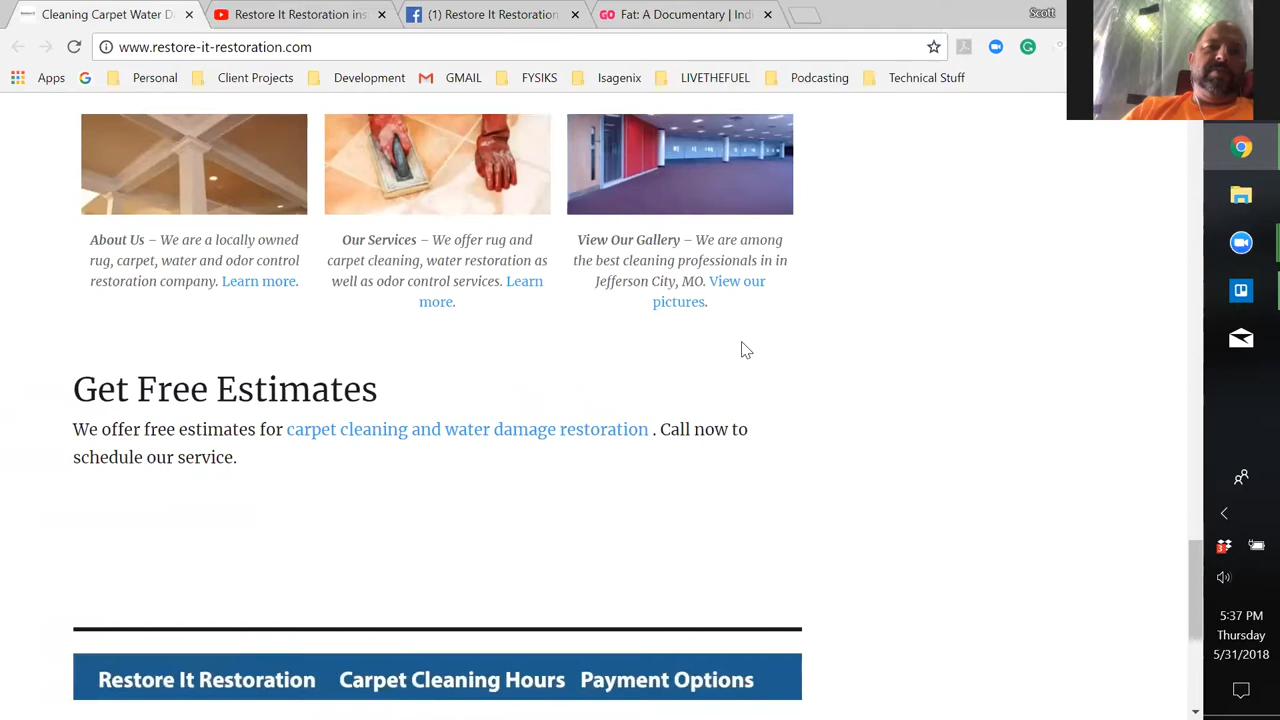 Cleaning Carpet Water D
Restore It Restoration ins
(1) Restore It Restoration
GO Fat: A Documentary | Indi
Scott
www.restore-it-restoration.com
Apps Personal Client Projects Development GMAIL FYSIKS Isagenix LIVETHEFUEL Podcasting Technical Stuff
About Us – We are a locally owned
rug, carpet, water and odor control
restoration company. Learn more.
Our Services – We offer rug and
carpet cleaning, water restoration as
well as odor control services. Learn
more.
View Our Gallery – We are among
the best cleaning professionals in in
Jefferson City, MO. View our
pictures.
Get Free Estimates
We offer free estimates for carpet cleaning and water damage restoration . Call now to
schedule our service.
Restore It Restoration Carpet Cleaning Hours Payment Options
3
5:37 PM
Thursday
5/31/2018